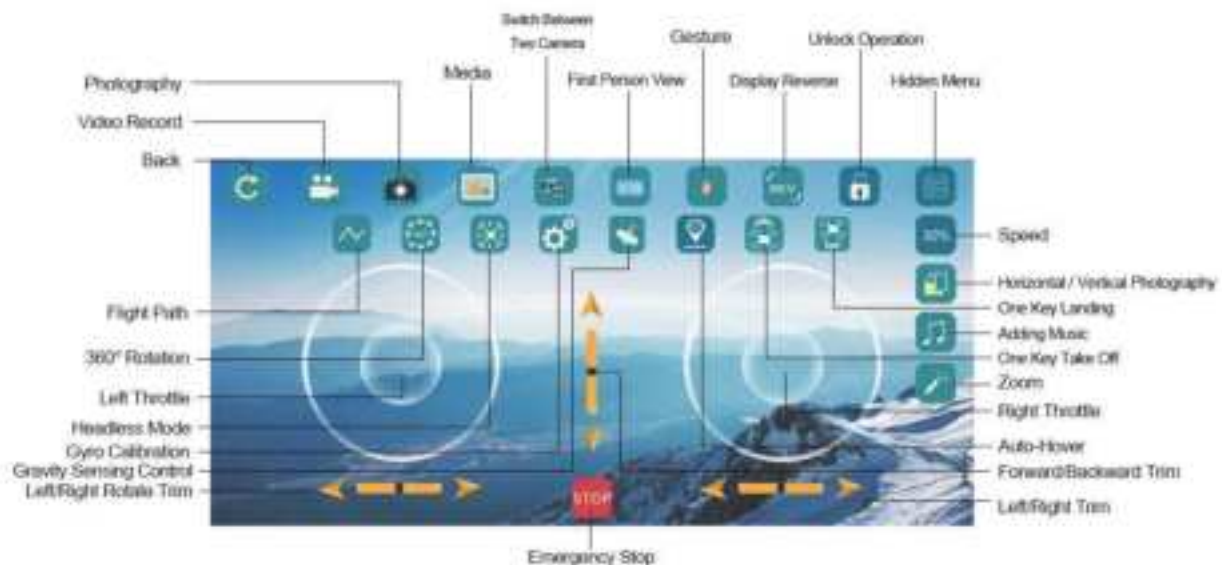 Switch Between
Two Camera
Gesture
Unlock Operation
Photography
Media
First Person View
Display Reverse
Hidden Menu
Video Record
Back
REV
30%
Speed
Horizontal / Vertical Photography
Flight Path
One Key Landing
Adding Music
360° Rotation
One Key Take Off
Left Throttle
Zoom
Right Throttle
Headless Mode
Gyro Calibration
Auto-Hover
Gravity Sensing Control
Forward/Backward Trim
Left/Right Rotate Trim
STOP
Left/Right Trim
Emergency Stop